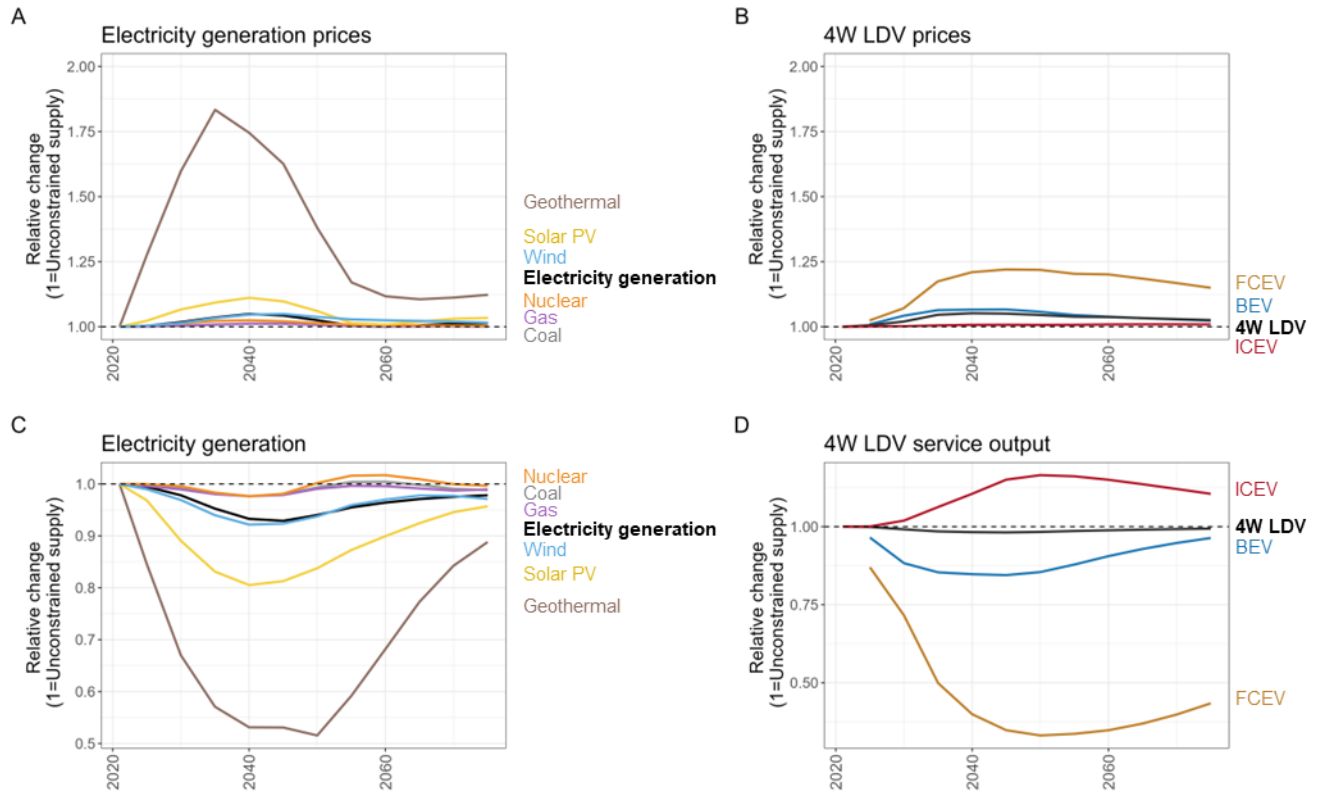 A
Electricity generation prices
Relative change
(1=Unconstrained supply)
2.00
1.75
1.50
1.25
1.00
2020
2040
2060
Geothermal
Solar PV
Wind
Electricity generation
Nuclear
Gas
Coal
B
4W LDV prices
Relative change
(1=Unconstrained supply)
2.00
1.75
1.50
1.25
1.00
2020
2040
2060
FCEV
BEV
4W LDV
ICEV
C
Electricity generation
Relative change
(1=Unconstrained supply)
1.0
0.9
0.8
0.7
0.6
0.5
2020
2040
2060
Nuclear
Coal
Gas
Electricity generation
Wind
Solar PV
Geothermal
D
4W LDV service output
Relative change
(1=Unconstrained supply)
1.00
0.75
0.50
2020
2040
2060
ICEV
4W LDV
BEV
FCEV